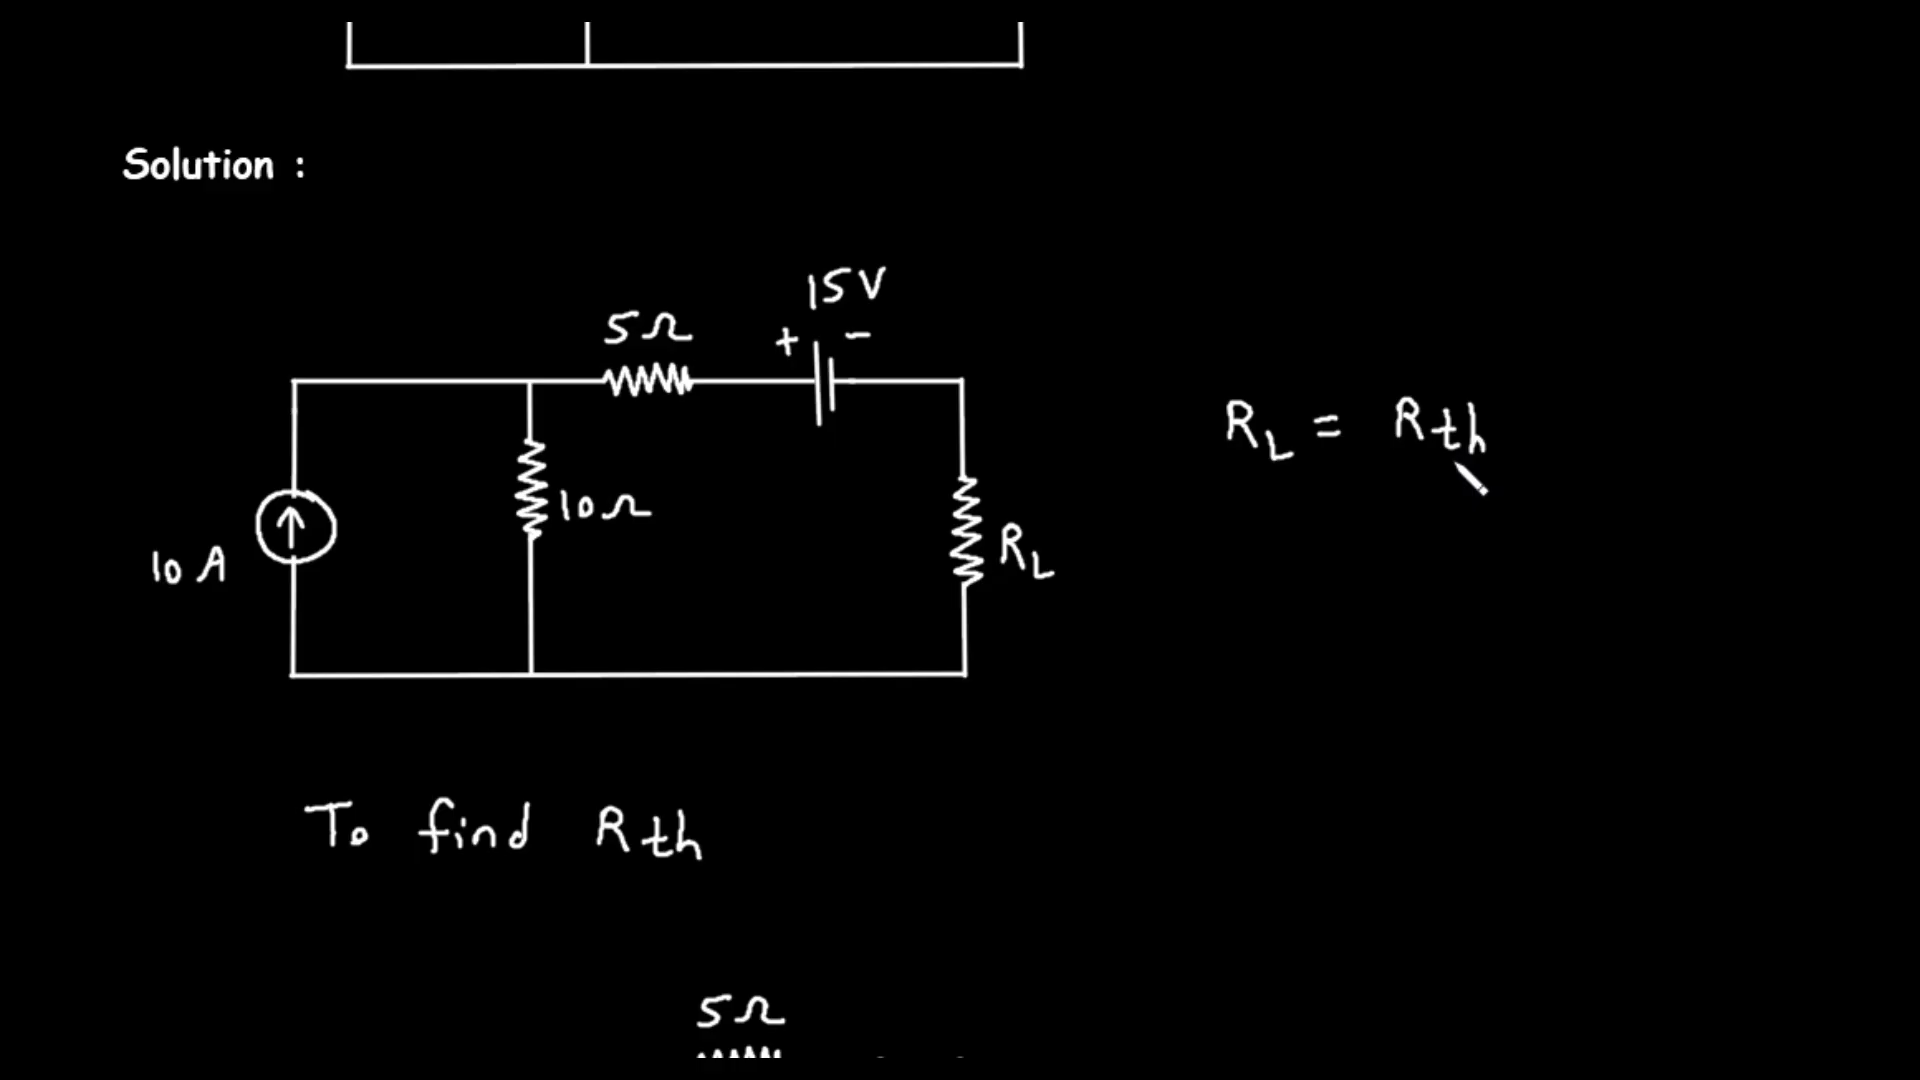 Solution :
15V
5Ω
+ -
RL = Rth
10Ω
10 A
RL
To find Rth
5Ω